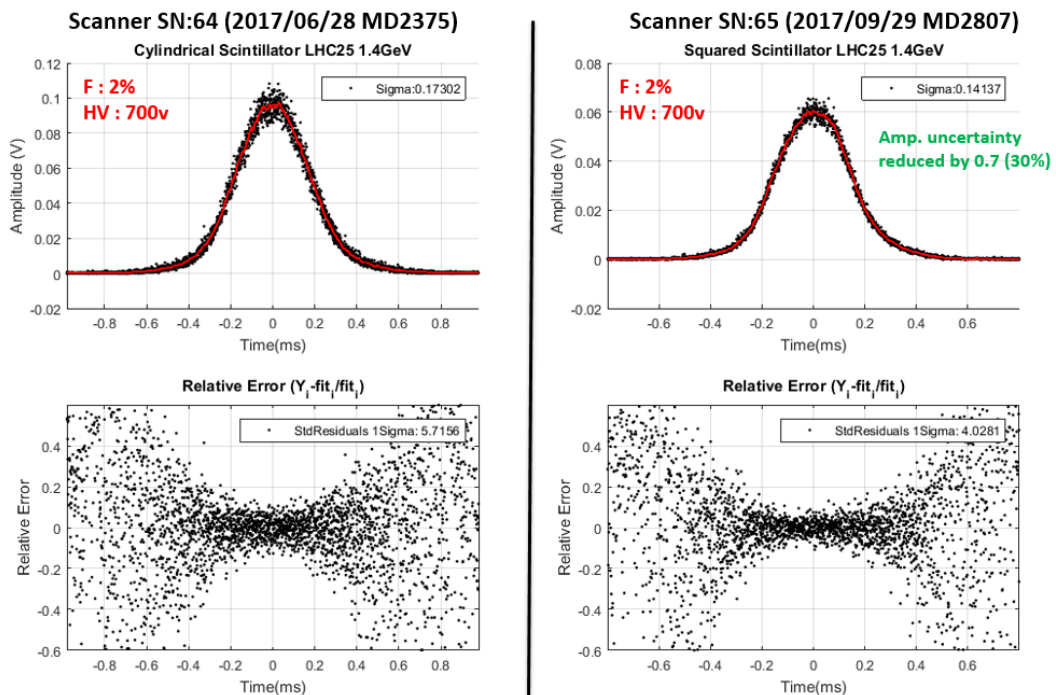 Scanner SN:64 (2017/06/28 MD2375)
Cylindrical Scintillator LHC25 1.4GeV
F : 2%
HV : 700v
Sigma:0.17302
0.12
0.1
0.08
0.06
0.04
0.02
0
-0.02
Amplitude (V)
-0.8 -0.6 -0.4 -0.2 0 0.2 0.4 0.6 0.8
Time(ms)
Relative Error (Y_i-fit_i/fit_i)
StdResiduals 1Sigma: 5.7156
0.4
0.2
0
-0.2
-0.4
-0.6
Relative Error
-0.8 -0.6 -0.4 -0.2 0 0.2 0.4 0.6 0.8
Time(ms)
Scanner SN:65 (2017/09/29 MD2807)
Squared Scintillator LHC25 1.4GeV
F : 2%
HV : 700v
Sigma:0.14137
Amp. uncertainty
reduced by 0.7 (30%)
0.08
0.06
0.04
0.02
0
-0.02
Amplitude (V)
-0.6 -0.4 -0.2 0 0.2 0.4 0.6
Time(ms)
Relative Error (Y_i-fit_i/fit_i)
StdResiduals 1Sigma: 4.0281
0.4
0.2
0
-0.2
-0.4
-0.6
Relative Error
-0.6 -0.4 -0.2 0 0.2 0.4 0.6
Time(ms)